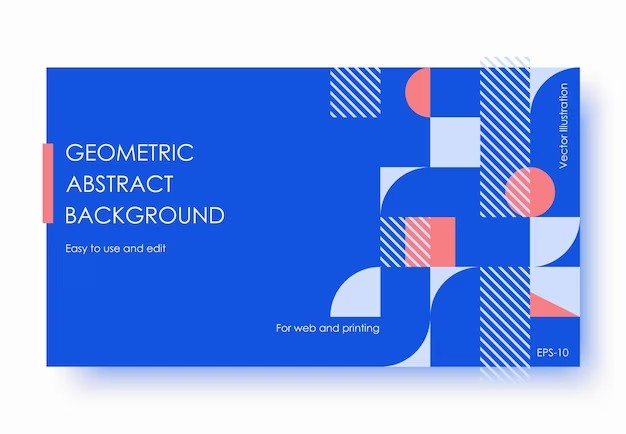 GEOMETRIC
ABSTRACT
BACKGROUND
Easy to use and edit
For web and printing
Vector Illustration
EPS-10